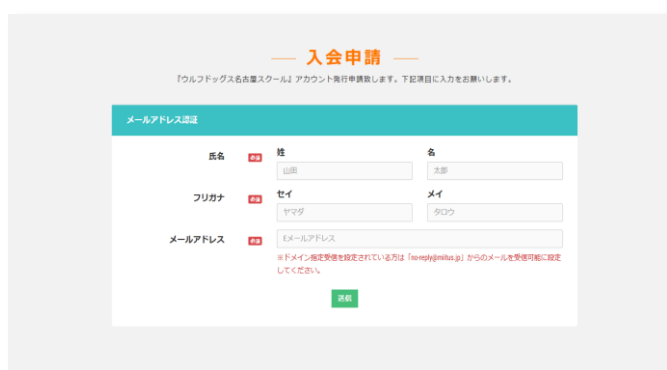 入会申請
『ウルフドッグス名古屋スクール』アカウント発行申請致します。下記項目に入力をお願いします。
メールアドレス認証
氏名 必須 姓 名
山田 太郎
フリガナ 必須 セイ メイ
ヤマダ タロウ
メールアドレス 必須 Eメールアドレス
※ドメイン指定受信を設定されている方は「no-reply@mitus.jp」からのメールを受信可能に設定
してください。
送信